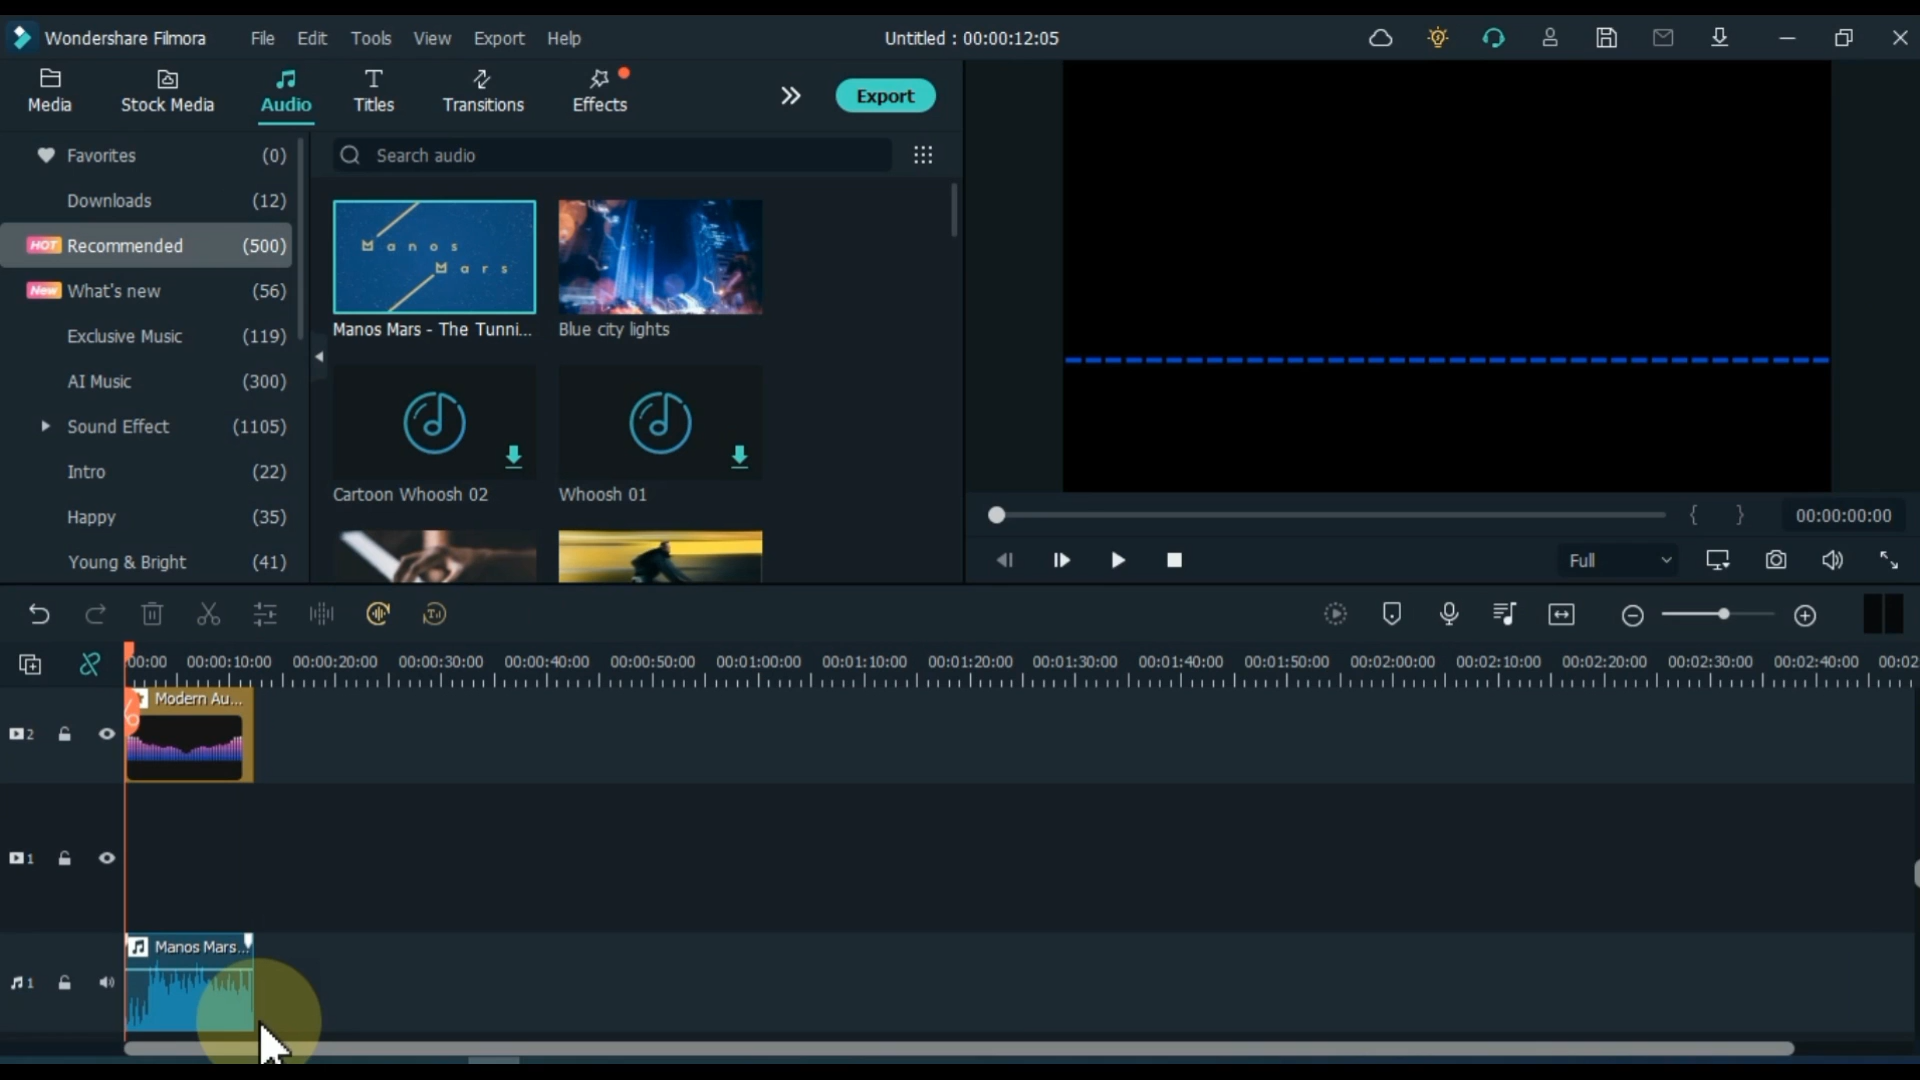 Wondershare Filmora File Edit Tools View Export Help Untitled : 00:00:12:05
Media Stock Media Audio Titles Transitions Effects Export
Favorites (0)
Downloads (12)
HOT Recommended (500)
New What's new (56)
Exclusive Music (119)
AI Music (300)
Sound Effect (1105)
Intro (22)
Happy (35)
Young & Bright (41)
Search audio
Manos
Mars
Manos Mars - The Tunni...
Blue city lights
Cartoon Whoosh 02
Whoosh 01
{ } 00:00:00:00
Full
00:00 00:00:10:00 00:00:20:00 00:00:30:00 00:00:40:00 00:00:50:00 00:01:00:00 00:01:10:00 00:01:20:00 00:01:30:00 00:01:40:00 00:01:50:00 00:02:00:00 00:02:10:00 00:02:20:00 00:02:30:00 00:02:40:00 00:02
Modern Au...
2
1
Manos Mars...
1